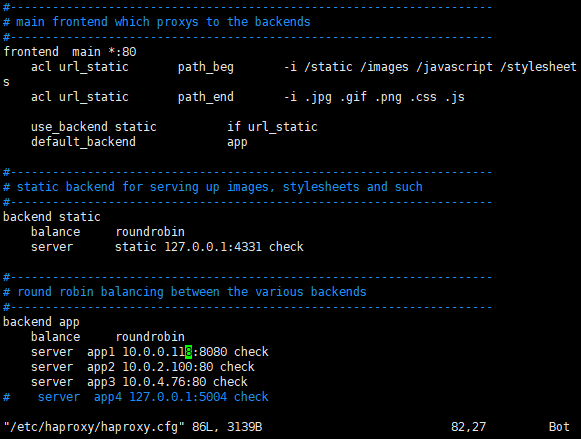 #---------------------------------------------------------------------
# main frontend which proxys to the backends
#---------------------------------------------------------------------
frontend  main *:80
    acl url_static       path_beg       -i /static /images /javascript /stylesheet
s
    acl url_static       path_end       -i .jpg .gif .png .css .js
    use_backend static          if url_static
    default_backend             app
#---------------------------------------------------------------------
# static backend for serving up images, stylesheets and such
#---------------------------------------------------------------------
backend static
    balance     roundrobin
    server      static 127.0.0.1:4331 check
#---------------------------------------------------------------------
# round robin balancing between the various backends
#---------------------------------------------------------------------
backend app
    balance     roundrobin
    server  app1 10.0.0.118:8080 check
    server  app2 10.0.2.100:80 check
    server  app3 10.0.4.76:80 check
#    server  app4 127.0.0.1:5004 check
"/etc/haproxy/haproxy.cfg" 86L, 3139B                           82,27         Bot